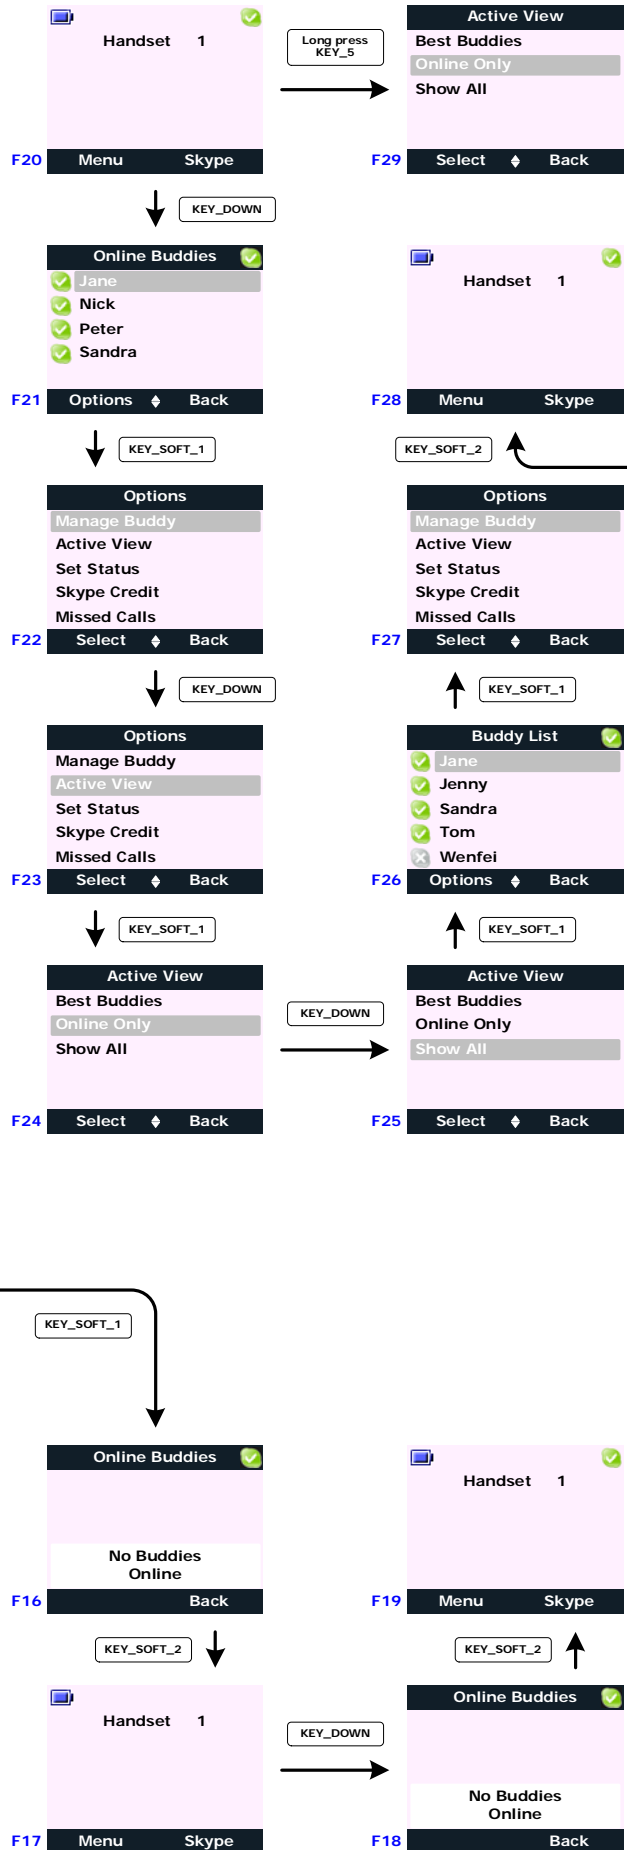 Handset 1
F20 Menu Skype
Long press
KEY_5
Active View
Best Buddies
Online Only
Show All
F29 Select Back
KEY_DOWN
Online Buddies
Jane
Nick
Peter
Sandra
F21 Options Back
Handset 1
F28 Menu Skype
KEY_SOFT_1
KEY_SOFT_2
Options
Manage Buddy
Active View
Set Status
Skype Credit
Missed Calls
F22 Select Back
Options
Manage Buddy
Active View
Set Status
Skype Credit
Missed Calls
F27 Select Back
KEY_DOWN
KEY_SOFT_1
Options
Manage Buddy
Active View
Set Status
Skype Credit
Missed Calls
F23 Select Back
Buddy List
Jane
Jenny
Sandra
Tom
Wenfei
F26 Options Back
KEY_SOFT_1
KEY_SOFT_1
Active View
Best Buddies
Online Only
Show All
F24 Select Back
KEY_DOWN
Active View
Best Buddies
Online Only
Show All
F25 Select Back
KEY_SOFT_1
Online Buddies
No Buddies
Online
F16 Back
Handset 1
F19 Menu Skype
KEY_SOFT_2
KEY_SOFT_2
Handset 1
F17 Menu Skype
KEY_DOWN
Online Buddies
No Buddies
Online
F18 Back